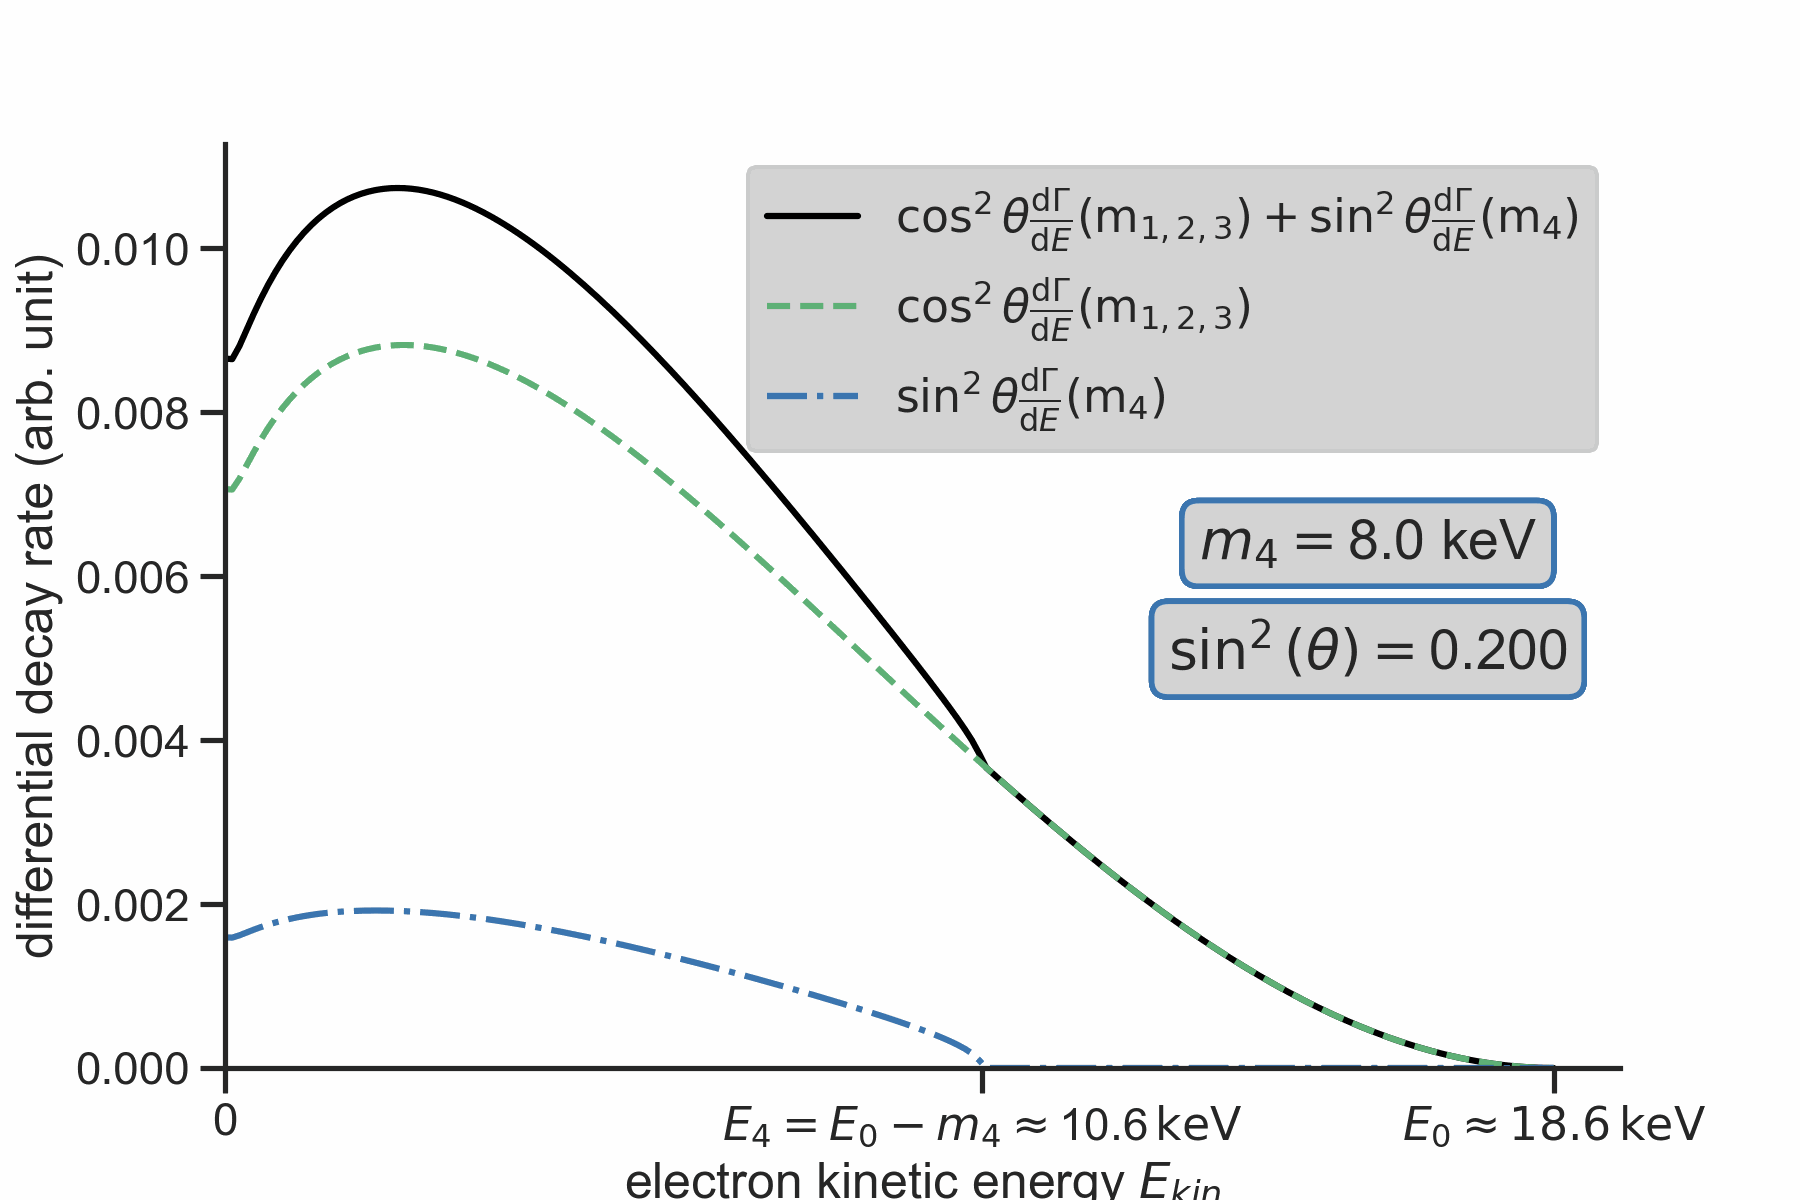 cos² θ dΓ/dE (m₁, ₂, ₃) + sin² θ dΓ/dE (m₄)
cos² θ dΓ/dE (m₁, ₂, ₃)
sin² θ dΓ/dE (m₄)
m₄ = 8.0 keV
sin² (θ) = 0.200
differential decay rate (arb. unit)
0.010
0.008
0.006
0.004
0.002
0.000
0
E₄ = E₀ − m₄ ≈ 10.6 keV
E₀ ≈ 18.6 keV
electron kinetic energy E_kin